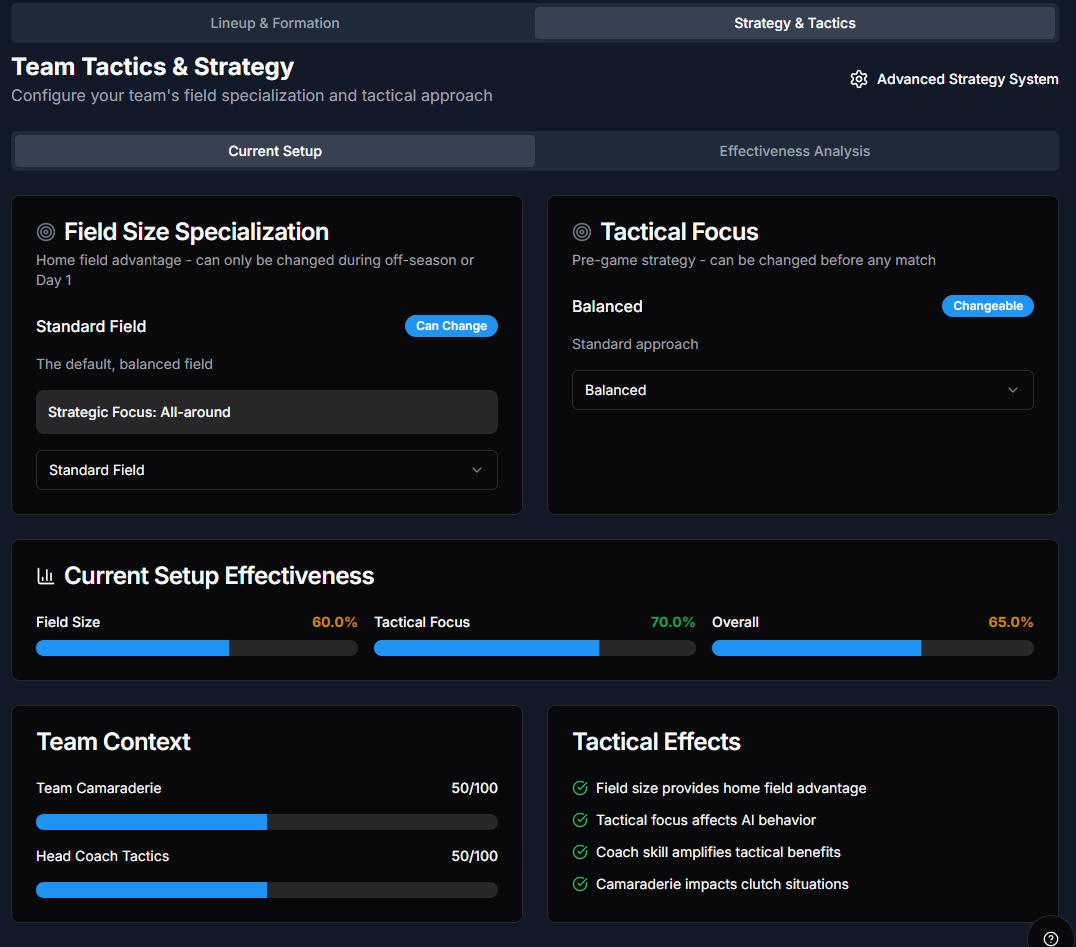 Lineup & Formation
Strategy & Tactics
Team Tactics & Strategy
Configure your team's field specialization and tactical approach
Advanced Strategy System
Current Setup
Effectiveness Analysis
Field Size Specialization
Home field advantage - can only be changed during off-season or
Day 1
Standard Field
Can Change
The default, balanced field
Strategic Focus: All-around
Standard Field
Tactical Focus
Pre-game strategy - can be changed before any match
Balanced
Changeable
Standard approach
Balanced
Current Setup Effectiveness
Field Size
60.0%
Tactical Focus
70.0%
Overall
65.0%
Team Context
Team Camaraderie
50/100
Head Coach Tactics
50/100
Tactical Effects
Field size provides home field advantage
Tactical focus affects AI behavior
Coach skill amplifies tactical benefits
Camaraderie impacts clutch situations